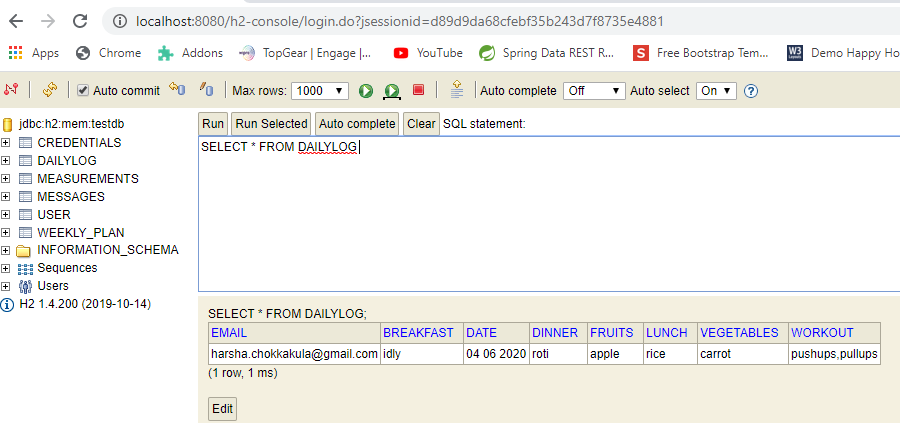 localhost:8080/h2-console/login.do?jsessionid=d89d9da68cfebf35b243d7f8735e4881
Apps Chrome Addons TopGear | Engage |... YouTube Spring Data REST R... S Free Bootstrap Tem... W3 Demo Happy Ho
Auto commit Max rows: 1000 Auto complete Off Auto select On ?
jdbc:h2:mem:testdb
CREDENTIALS
DAILYLOG
MEASUREMENTS
MESSAGES
USER
WEEKLY_PLAN
INFORMATION_SCHEMA
Sequences
Users
H2 1.4.200 (2019-10-14)
Run Run Selected Auto complete Clear SQL statement:
SELECT * FROM DAILYLOG
SELECT * FROM DAILYLOG;
EMAIL BREAKFAST DATE DINNER FRUITS LUNCH VEGETABLES WORKOUT
harsha.chokkakula@gmail.com idly 04 06 2020 roti apple rice carrot pushups,pullups
(1 row, 1 ms)
Edit